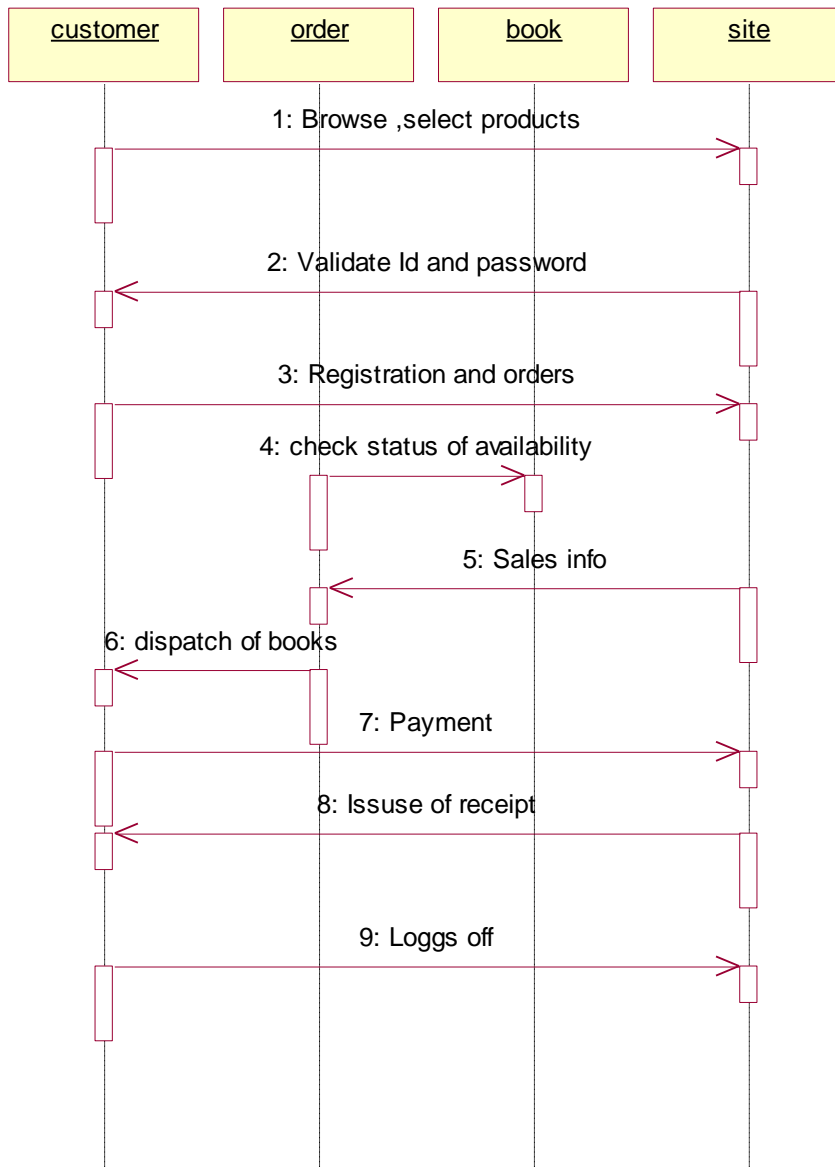 customer
order
book
site
1: Browse ,select products
2: Validate Id and password
3: Registration and orders
4: check status of availability
5: Sales info
6: dispatch of books
7: Payment
8: Issuse of receipt
9: Loggs off